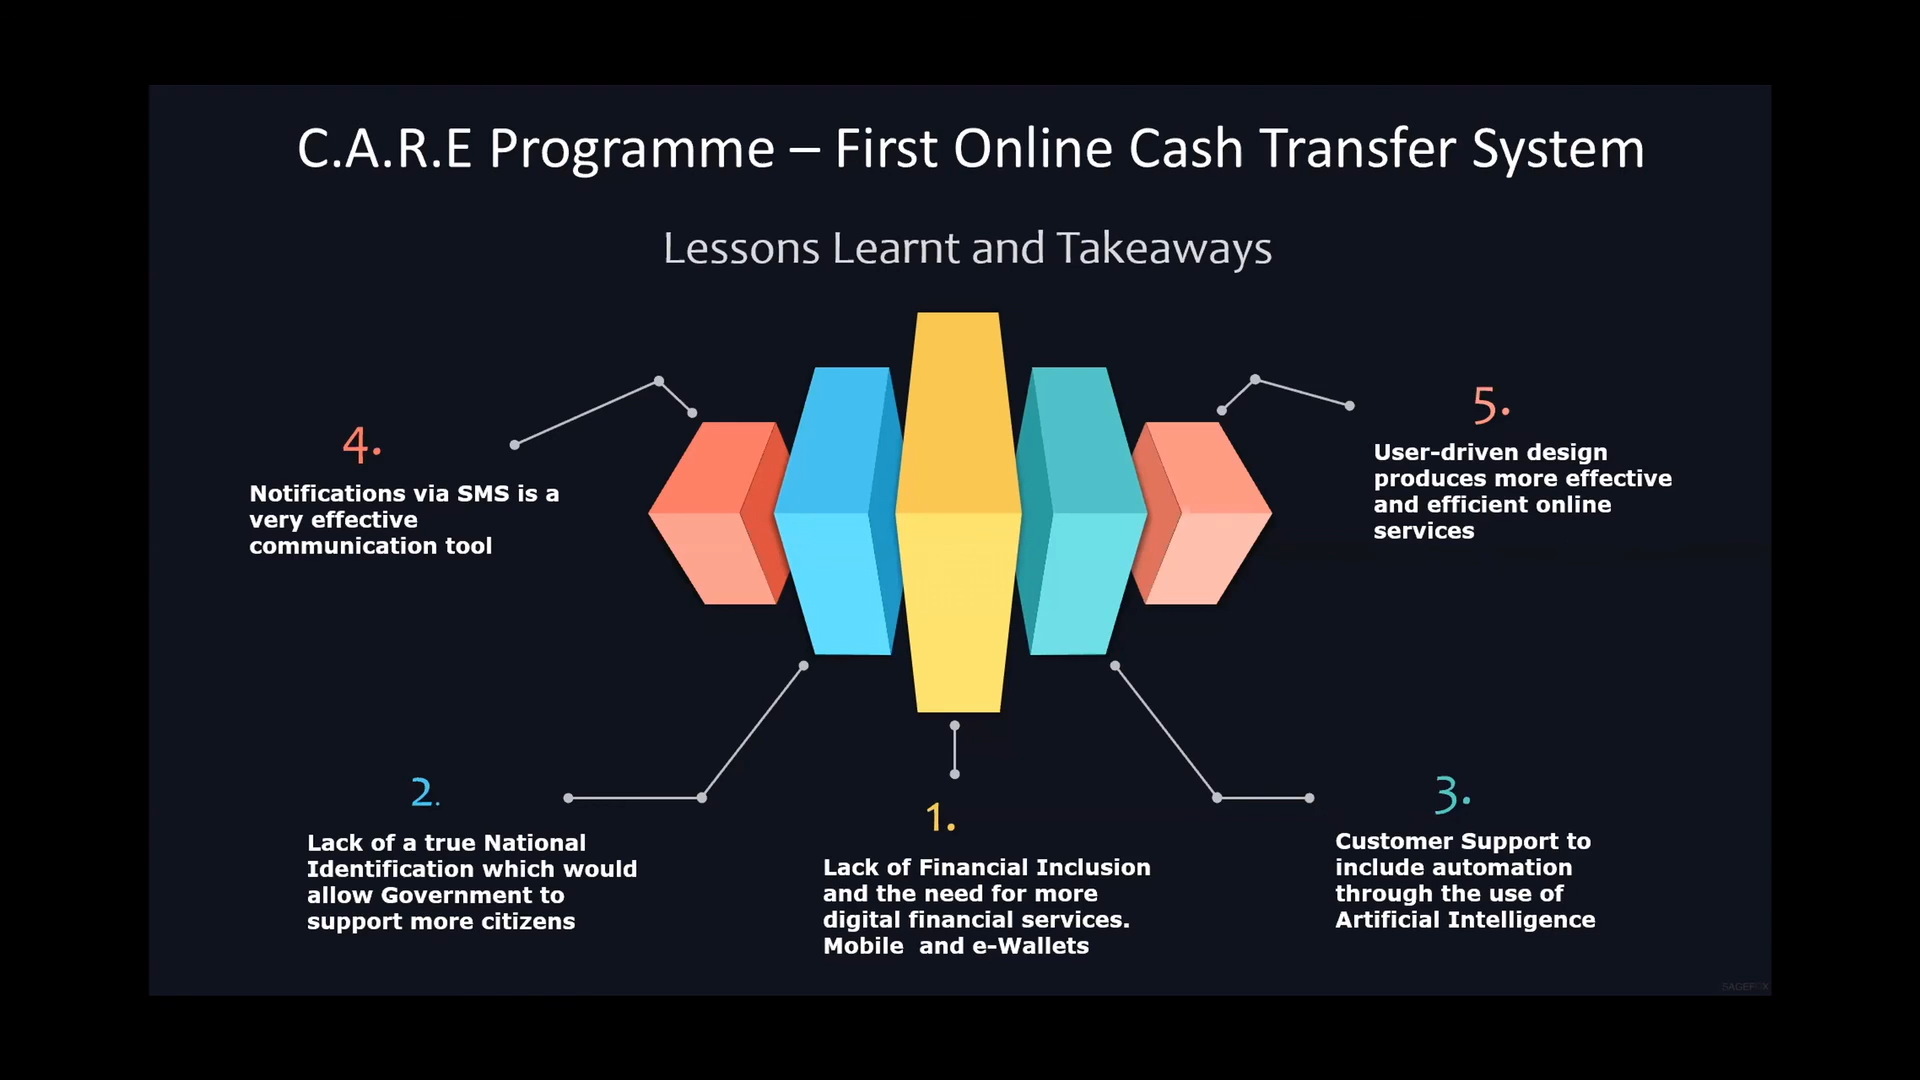 C.A.R.E Programme – First Online Cash Transfer System
Lessons Learnt and Takeaways
4.
Notifications via SMS is a
very effective
communication tool
5.
User-driven design
produces more effective
and efficient online
services
2.
Lack of a true National
Identification which would
allow Government to
support more citizens
1.
Lack of Financial Inclusion
and the need for more
digital financial services.
Mobile  and e-Wallets
3.
Customer Support to
include automation
through the use of
Artificial Intelligence
SAGEFOX